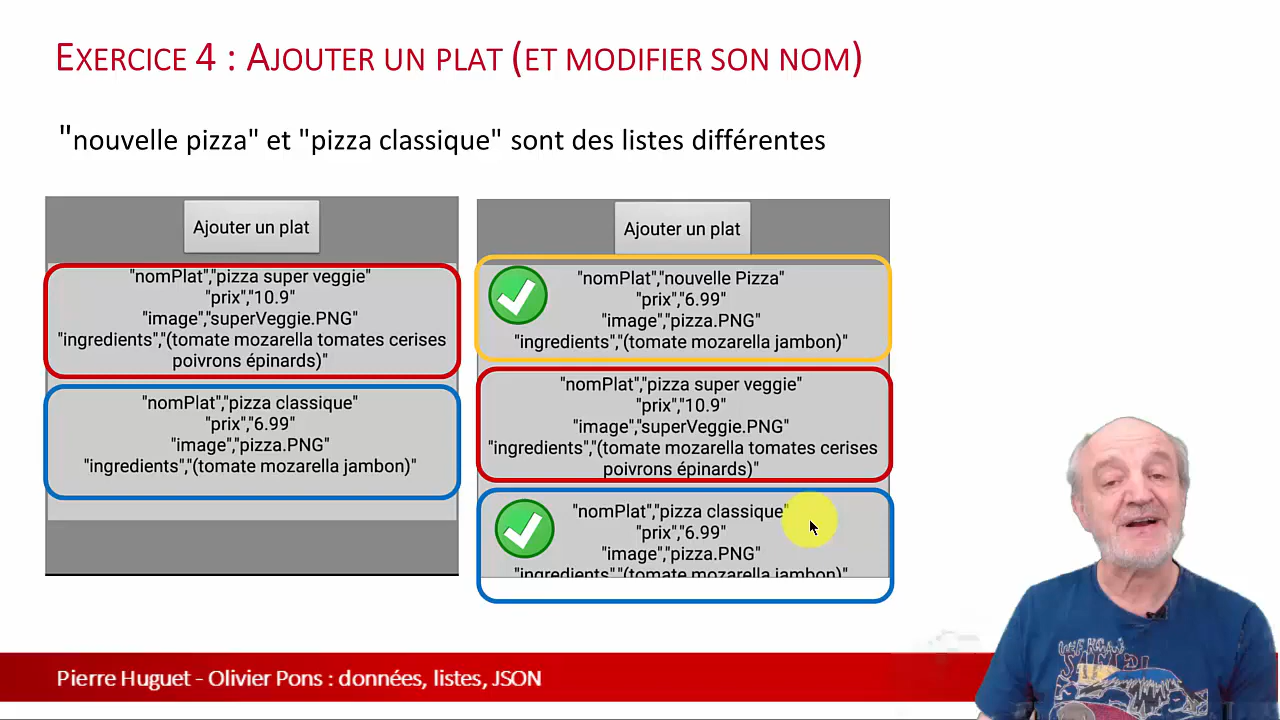 EXERCICE 4 : AJOUTER UN PLAT (ET MODIFIER SON NOM)
"nouvelle pizza" et "pizza classique" sont des listes différentes
Ajouter un plat
"nomPlat","pizza super veggie"
"prix","10.9"
"image","superVeggie.PNG"
"ingredients","(tomate mozarella tomates cerises
poivrons épinards)"
"nomPlat","pizza classique"
"prix","6.99"
"image","pizza.PNG"
"ingredients","(tomate mozarella jambon)"
Ajouter un plat
"nomPlat","nouvelle Pizza"
"prix","6.99"
"image","pizza.PNG"
"ingredients","(tomate mozarella jambon)"
"nomPlat","pizza super veggie"
"prix","10.9"
"image","superVeggie.PNG"
"ingredients","(tomate mozarella tomates cerises
poivrons épinards)"
"nomPlat","pizza classique"
"prix","6.99"
"image","pizza.PNG"
"ingredients","(tomate mozarella jambon)"
Pierre Huguet - Olivier Pons : données, listes, JSON